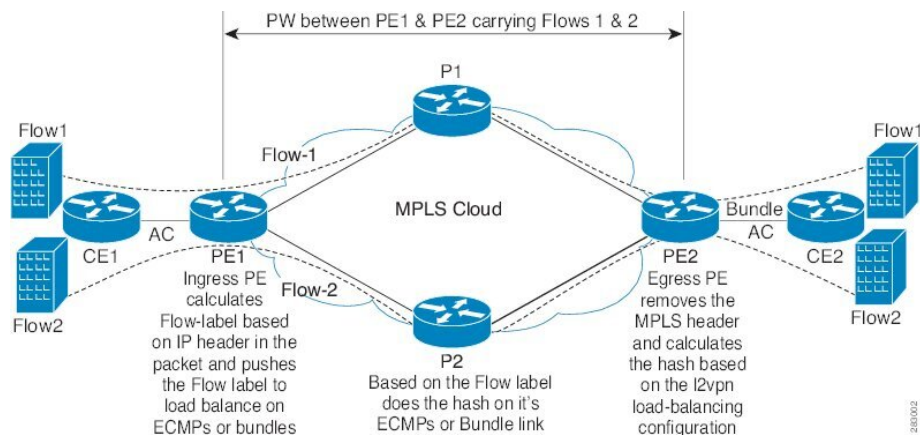 PW between PE1 & PE2 carrying Flows 1 & 2
P1
Flow1
Flow1
Flow-1
MPLS Cloud
Bundle
AC
AC
CE1
PE1
PE2
CE2
Flow2
Flow-2
Flow2
Ingress PE
calculates
Flow-label based
on IP header in the
packet and pushes
the Flow label to
load balance on
ECMPs or bundles
P2
Based on the Flow label
does the hash on it's
ECMPs or Bundle link
Egress PE
removes the
MPLS header
and calculates
the hash based
on the l2vpn
load-balancing
configuration